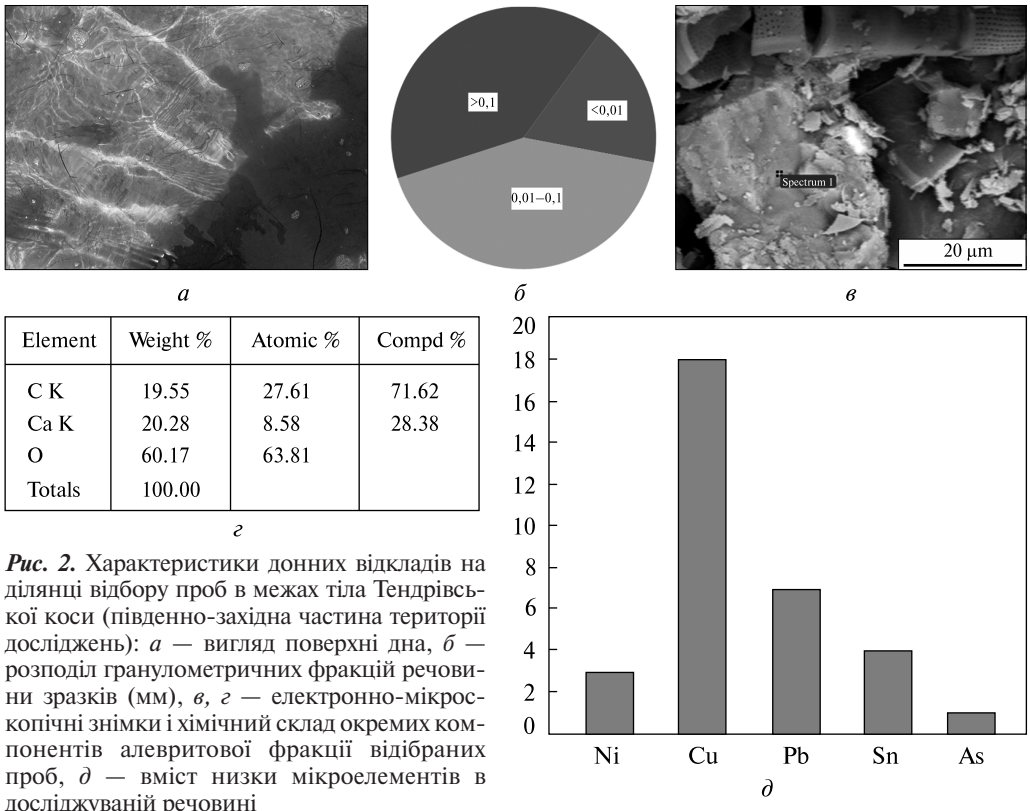 >0,1
<0,01
0,01–0,1
Spectrum 1
20 µm
а
б
в
Element Weight % Atomic % Compd %
C K 19.55 27.61 71.62
Ca K 20.28 8.58 28.38
O 60.17 63.81
Totals 100.00
г
20
18
16
14
12
10
8
6
4
2
0
Ni Cu Pb Sn As
д
Рис. 2. Характеристики донних відкладів на
ділянці відбору проб в межах тіла Тендрівсь-
кої коси (південно-західна частина території
досліджень): а — вигляд поверхні дна, б —
розподіл гранулометричних фракцій речови-
ни зразків (мм), в, г — електронно-мікрос-
копічні знімки і хімічний склад окремих ком-
понентів алевритової фракції відібраних
проб, д — вміст низки мікроелементів в
досліджуваній речовині